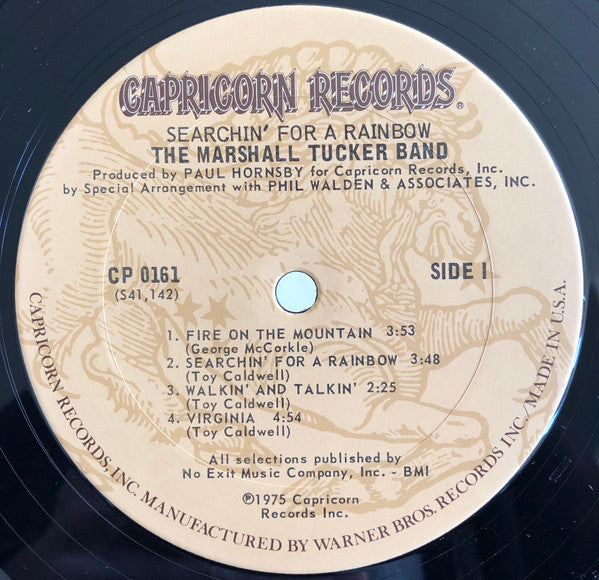 CAPRICORN RECORDS®
SEARCHIN' FOR A RAINBOW
THE MARSHALL TUCKER BAND
Produced by PAUL HORNSBY for Capricorn Records, Inc.
by Special Arrangement with PHIL WALDEN & ASSOCIATES, INC.
CP 0161 SIDE I
(S41,142)
1. FIRE ON THE MOUNTAIN 3:53
(George McCorkle)
2. SEARCHIN' FOR A RAINBOW 3:48
(Toy Caldwell)
3. WALKIN' AND TALKIN' 2:25
(Toy Caldwell)
4. VIRGINIA 4:54
(Toy Caldwell)
All selections published by
No Exit Music Company, Inc. - BMI
℗1975 Capricorn
Records Inc.
CAPRICORN RECORDS, INC. MANUFACTURED BY WARNER BROS. RECORDS INC./MADE IN U.S.A.